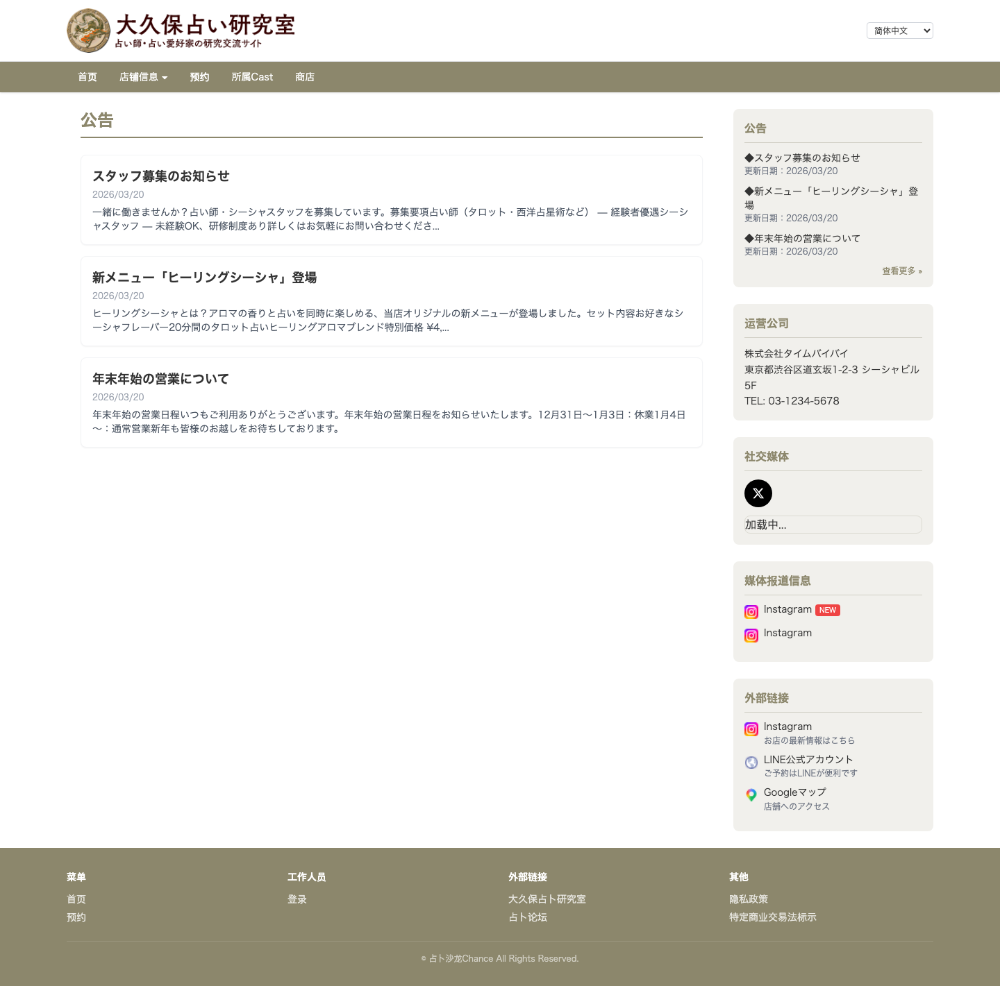 大久保占い研究室
占い師・占い愛好家の研究交流サイト
简体中文
首页
店铺信息
预约
所属Cast
商店
公告
スタッフ募集のお知らせ
2026/03/20
一緒に働きませんか？占い師・シーシャスタッフを募集しています。募集要項占い師（タロット・西洋占星術など） — 経験者優遇シーシ
ャスタッフ — 未経験OK、研修制度あり詳しくはお気軽にお問い合わせくださ...
新メニュー「ヒーリングシーシャ」登場
2026/03/20
ヒーリングシーシャとは？アロマの香りと占いを同時に楽しめる、当店オリジナルの新メニューが登場しました。セット内容お好きなシ
ーシャフレーバー20分間のタロット占いヒーリングアロマブレンド特別価格 ¥4,...
年末年始の営業について
2026/03/20
年末年始の営業日程いつもご利用ありがとうございます。年末年始の営業日程をお知らせいたします。12月31日〜1月3日：休業1月4日
〜：通常営業新年も皆様のお越しをお待ちしております。
公告
◆スタッフ募集のお知らせ
更新日期：2026/03/20
◆新メニュー「ヒーリングシーシャ」登
場
更新日期：2026/03/20
◆年末年始の営業について
更新日期：2026/03/20
查看更多 »
运营公司
株式会社タイムバイバイ
東京都渋谷区道玄坂1-2-3 シーシャビル
5F
TEL: 03-1234-5678
社交媒体
加载中...
媒体报道信息
Instagram NEW
Instagram
外部链接
Instagram
お店の最新情報はこちら
LINE公式アカウント
ご予約はLINEが便利です
Googleマップ
店舗へのアクセス
菜单
首页
预约
工作人员
登录
外部链接
大久保占卜研究室
占卜论坛
其他
隐私政策
特定商业交易法标示
© 占卜沙龙Chance All Rights Reserved.